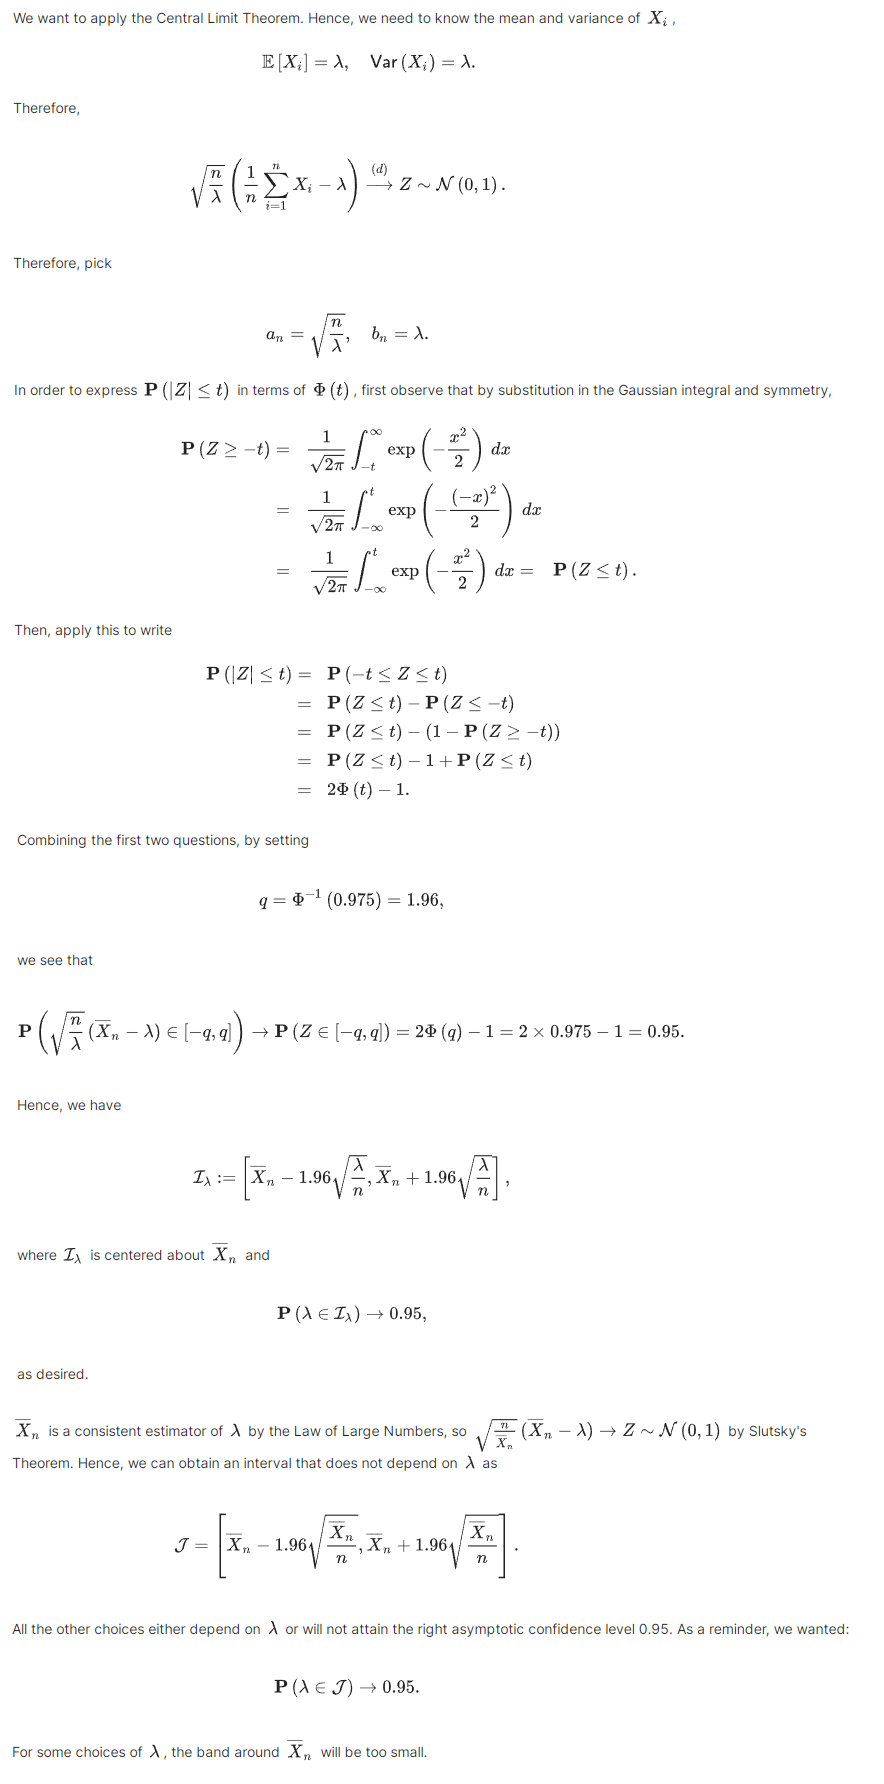 We want to apply the Central Limit Theorem. Hence, we need to know the mean and variance of $X_i$ ,
$\mathbb{E}[X_i] = \lambda, \quad \mathsf{Var}(X_i) = \lambda.$
Therefore,
$\sqrt{\frac{n}{\lambda}} \left( \frac{1}{n} \sum_{i=1}^{n} X_i - \lambda \right) \xrightarrow{(d)} Z \sim \mathcal{N}(0, 1).$
Therefore, pick
$a_n = \sqrt{\frac{n}{\lambda}}, \quad b_n = \lambda.$
In order to express $\mathbf{P}(|Z| \leq t)$ in terms of $\Phi(t)$ , first observe that by substitution in the Gaussian integral and symmetry,
$\mathbf{P}(Z \geq -t) = \frac{1}{\sqrt{2\pi}} \int_{-t}^{\infty} \exp\left(-\frac{x^2}{2}\right) dx$
$= \frac{1}{\sqrt{2\pi}} \int_{-\infty}^{t} \exp\left(-\frac{(-x)^2}{2}\right) dx$
$= \frac{1}{\sqrt{2\pi}} \int_{-\infty}^{t} \exp\left(-\frac{x^2}{2}\right) dx = \mathbf{P}(Z \leq t).$
Then, apply this to write
$\mathbf{P}(|Z| \leq t) = \mathbf{P}(-t \leq Z \leq t)$
$= \mathbf{P}(Z \leq t) - \mathbf{P}(Z \leq -t)$
$= \mathbf{P}(Z \leq t) - (1 - \mathbf{P}(Z \geq -t))$
$= \mathbf{P}(Z \leq t) - 1 + \mathbf{P}(Z \leq t)$
$= 2\Phi(t) - 1.$
Combining the first two questions, by setting
$q = \Phi^{-1}(0.975) = 1.96,$
we see that
$\mathbf{P}\left( \sqrt{\frac{n}{\lambda}} (\overline{X}_n - \lambda) \in [-q, q] \right) \to \mathbf{P}(Z \in [-q, q]) = 2\Phi(q) - 1 = 2 \times 0.975 - 1 = 0.95.$
Hence, we have
$\mathcal{I}_\lambda := \left[ \overline{X}_n - 1.96\sqrt{\frac{\lambda}{n}}, \overline{X}_n + 1.96\sqrt{\frac{\lambda}{n}} \right],$
where $\mathcal{I}_\lambda$ is centered about $\overline{X}_n$ and
$\mathbf{P}(\lambda \in \mathcal{I}_\lambda) \to 0.95,$
as desired.
$\overline{X}_n$ is a consistent estimator of $\lambda$ by the Law of Large Numbers, so $\sqrt{\frac{n}{\overline{X}_n}} (\overline{X}_n - \lambda) \to Z \sim \mathcal{N}(0, 1)$ by Slutsky's
Theorem. Hence, we can obtain an interval that does not depend on $\lambda$ as
$\mathcal{J} = \left[ \overline{X}_n - 1.96\sqrt{\frac{\overline{X}_n}{n}}, \overline{X}_n + 1.96\sqrt{\frac{\overline{X}_n}{n}} \right].$
All the other choices either depend on $\lambda$ or will not attain the right asymptotic confidence level 0.95. As a reminder, we wanted:
$\mathbf{P}(\lambda \in \mathcal{J}) \to 0.95.$
For some choices of $\lambda$ , the band around $\overline{X}_n$ will be too small.